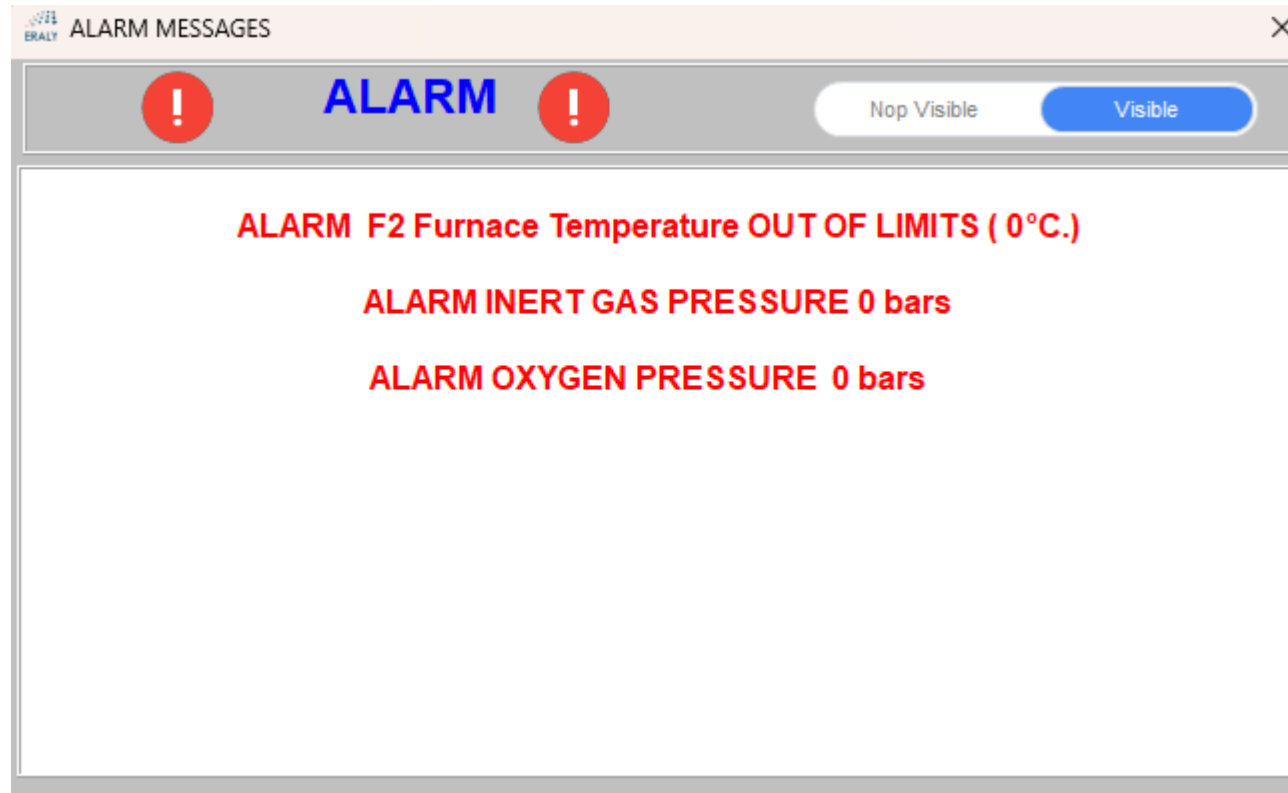 ERALY ALARM MESSAGES
ALARM
Nop Visible Visible
ALARM F2 Furnace Temperature OUT OF LIMITS ( 0°C.)
ALARM INERT GAS PRESSURE 0 bars
ALARM OXYGEN PRESSURE 0 bars